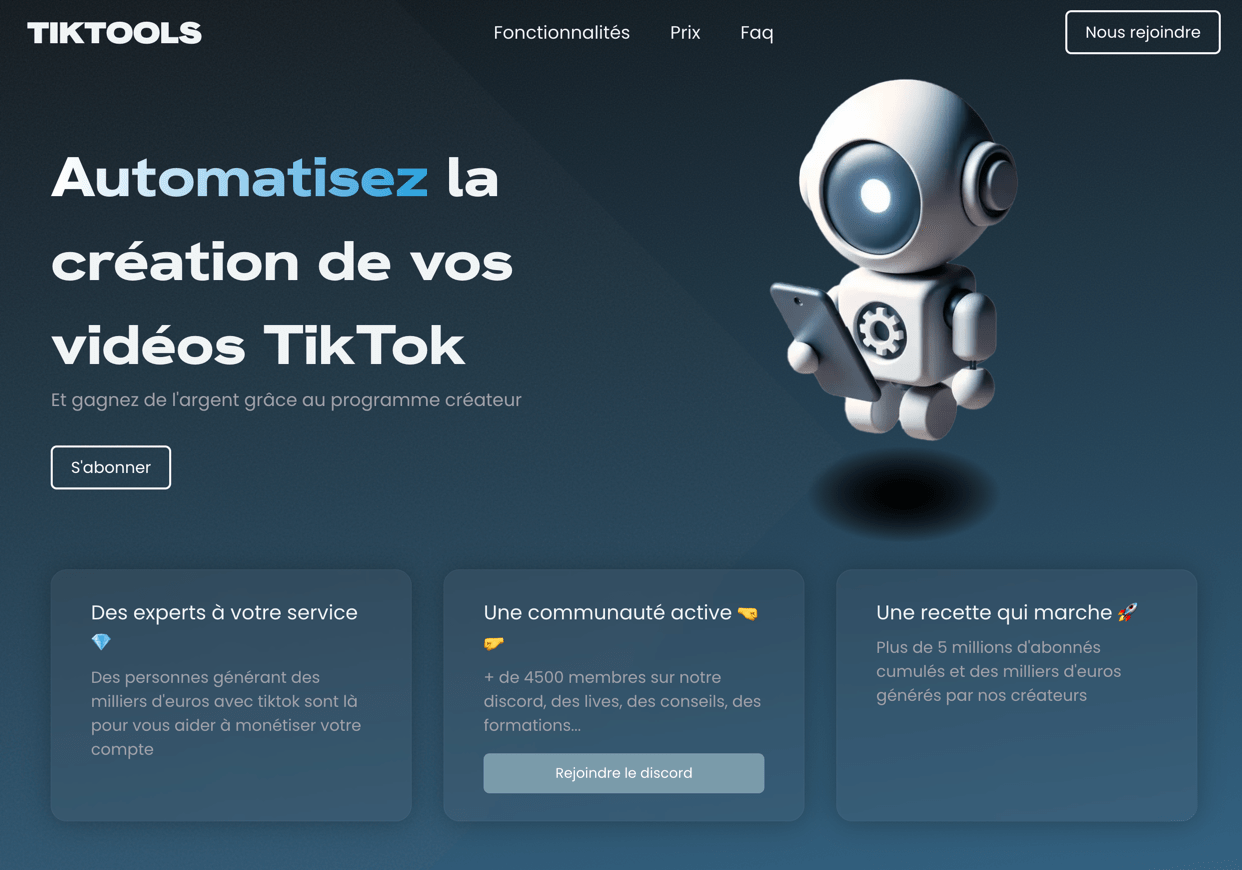 TIKTOOLS
Fonctionnalités
Prix
Faq
Nous rejoindre
Automatisez la
création de vos
vidéos TikTok
Et gagnez de l'argent grâce au programme créateur
S'abonner
Des experts à votre service
💎
Des personnes générant des
milliers d'euros avec tiktok sont là
pour vous aider à monétiser votre
compte
Une communauté active 🤜
🤛
+ de 4500 membres sur notre
discord, des lives, des conseils, des
formations...
Rejoindre le discord
Une recette qui marche 🚀
Plus de 5 millions d'abonnés
cumulés et des milliers d'euros
générés par nos créateurs